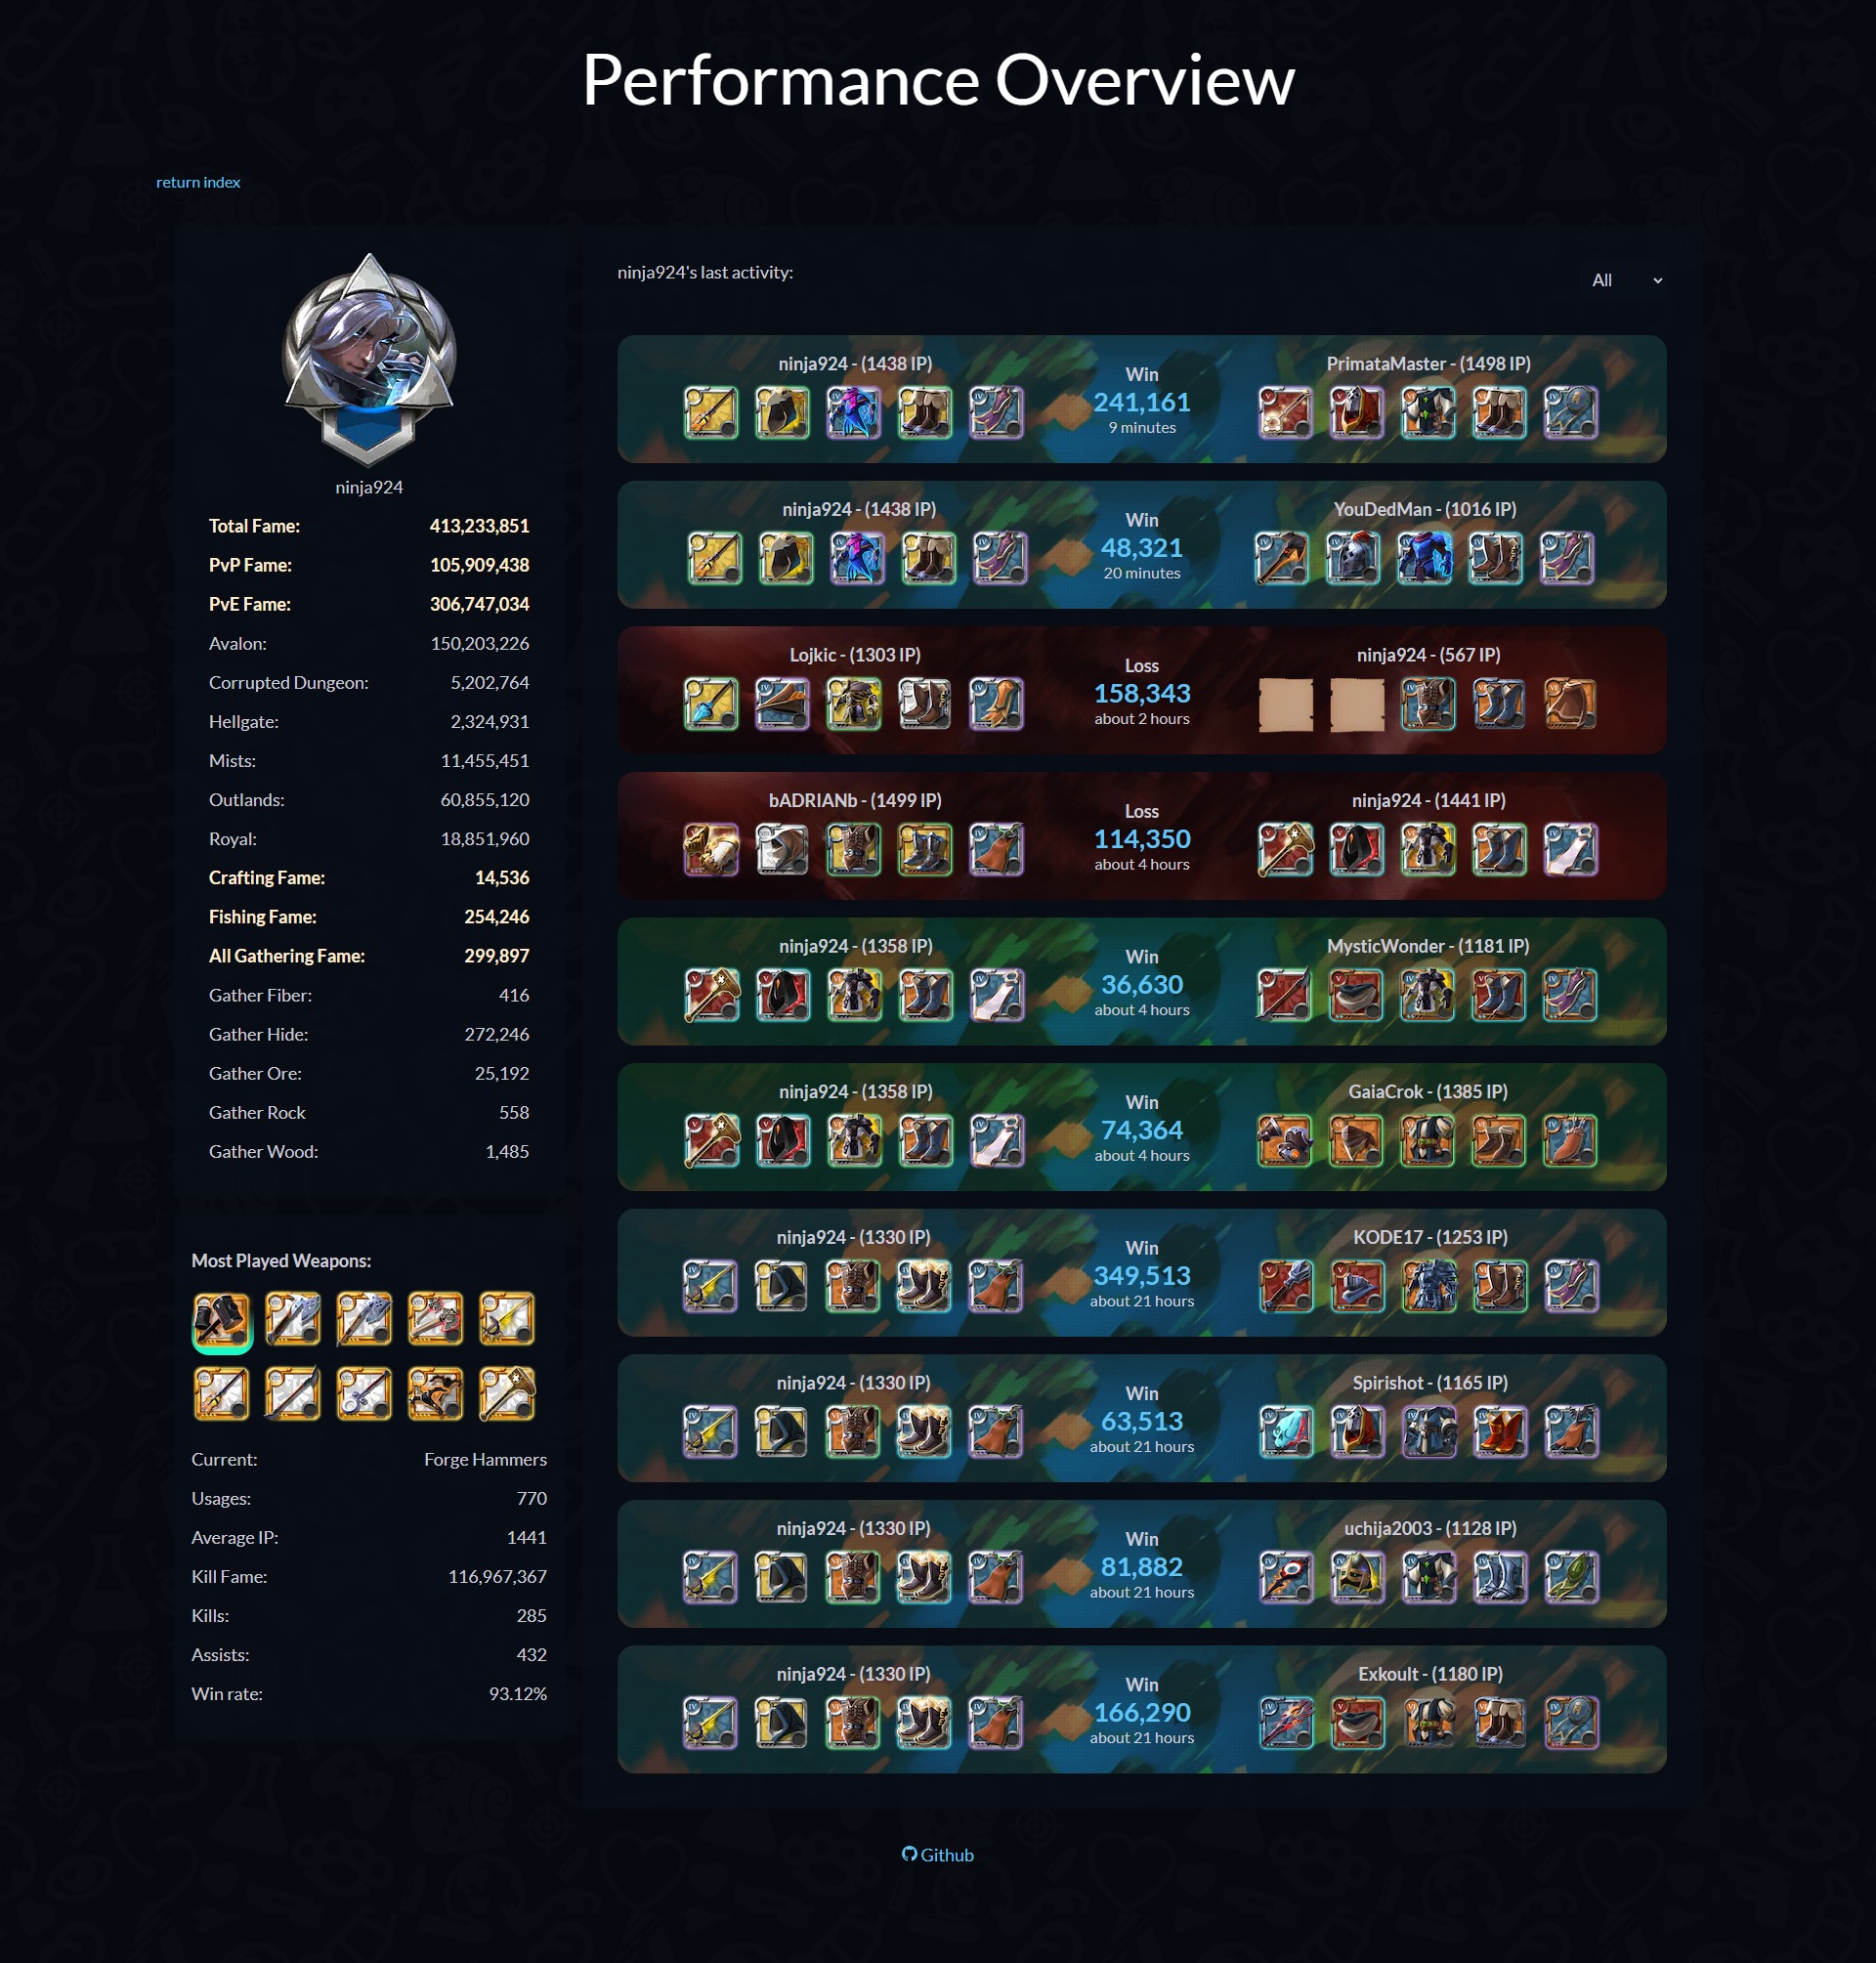 Performance Overview
return index
ninja924
Total Fame: 413,233,851
PvP Fame: 105,909,438
PvE Fame: 306,747,034
Avalon: 150,203,226
Corrupted Dungeon: 5,202,764
Hellgate: 2,324,931
Mists: 11,455,451
Outlands: 60,855,120
Royal: 18,851,960
Crafting Fame: 14,536
Fishing Fame: 254,246
All Gathering Fame: 299,897
Gather Fiber: 416
Gather Hide: 272,246
Gather Ore: 25,192
Gather Rock 558
Gather Wood: 1,485
Most Played Weapons:
Current: Forge Hammers
Usages: 770
Average IP: 1441
Kill Fame: 116,967,367
Kills: 285
Assists: 432
Win rate: 93.12%
ninja924's last activity:
All
ninja924 - (1438 IP)
Win
241,161
9 minutes
PrimataMaster - (1498 IP)
ninja924 - (1438 IP)
Win
48,321
20 minutes
YouDedMan - (1016 IP)
Lojkic - (1303 IP)
Loss
158,343
about 2 hours
ninja924 - (567 IP)
bADRIANb - (1499 IP)
Loss
114,350
about 4 hours
ninja924 - (1441 IP)
ninja924 - (1358 IP)
Win
36,630
about 4 hours
MysticWonder - (1181 IP)
ninja924 - (1358 IP)
Win
74,364
about 4 hours
GaiaCrok - (1385 IP)
ninja924 - (1330 IP)
Win
349,513
about 21 hours
KODE17 - (1253 IP)
ninja924 - (1330 IP)
Win
63,513
about 21 hours
Spirishot - (1165 IP)
ninja924 - (1330 IP)
Win
81,882
about 21 hours
uchija2003 - (1128 IP)
ninja924 - (1330 IP)
Win
166,290
about 21 hours
Exkoult - (1180 IP)
Github